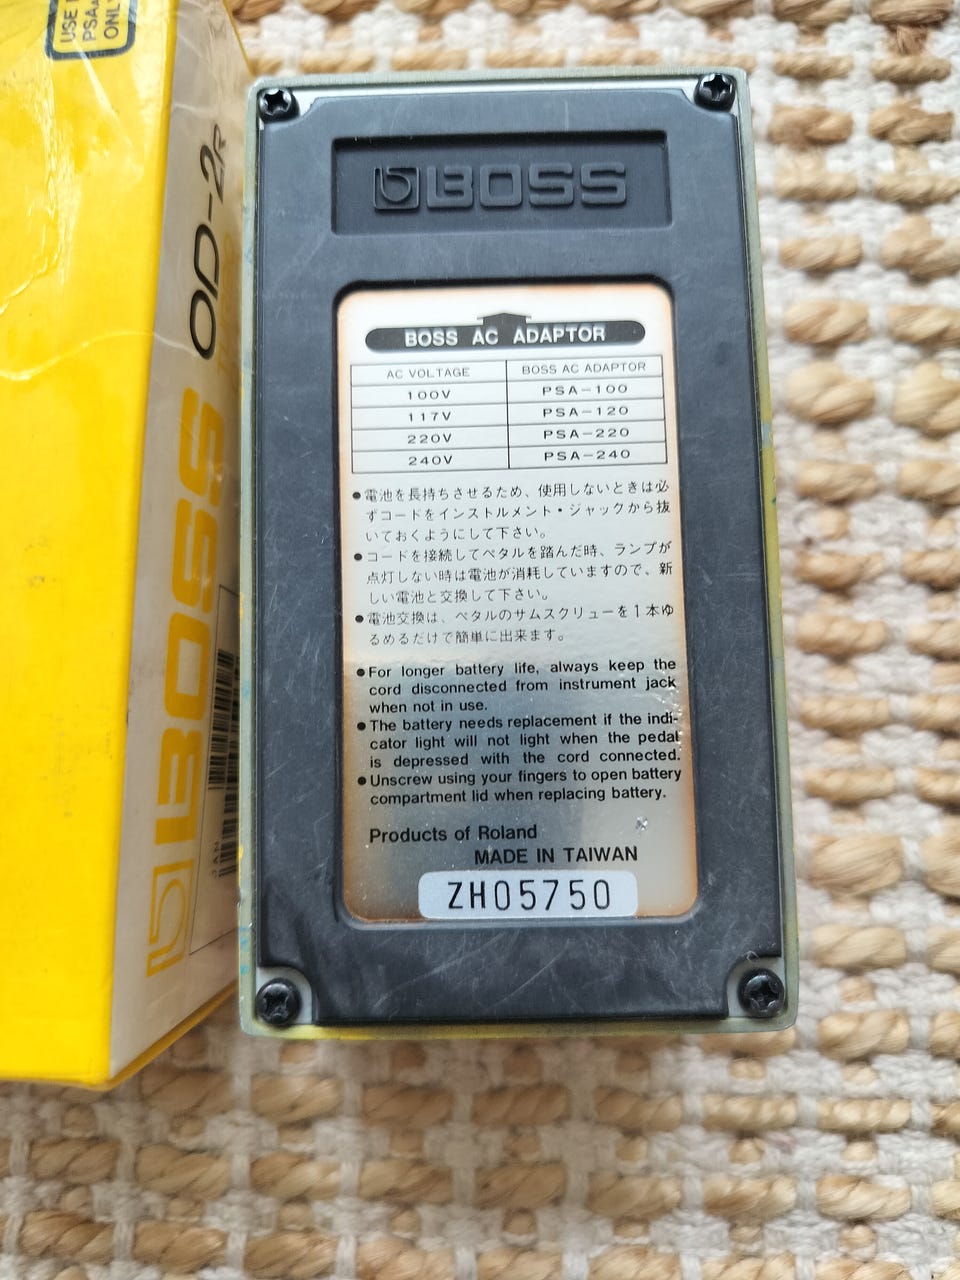 USE
PSA
ONLY
BOSS OD-2R
JAN
BOSS
BOSS AC ADAPTOR
AC VOLTAGE BOSS AC ADAPTOR
100V PSA-100
117V PSA-120
220V PSA-220
240V PSA-240
●電池を長持ちさせるため、使用しないときは必
ずコードをインストルメント・ジャックから抜
いておくようにして下さい。
●コードを接続してペタルを踏んだ時、ランプが
点灯しない時は電池が消耗していますので、新
しい電池と交換して下さい。
●電池交換は、ペタルのサムスクリューを1本ゆ
るめるだけで簡単に出来ます。
●For longer battery life, always keep the
cord disconnected from instrument jack
when not in use.
●The battery needs replacement if the indi-
cator light will not light when the pedal
is depressed with the cord connected.
●Unscrew using your fingers to open battery
compartment lid when replacing battery.
Products of Roland
MADE IN TAIWAN
ZH05750